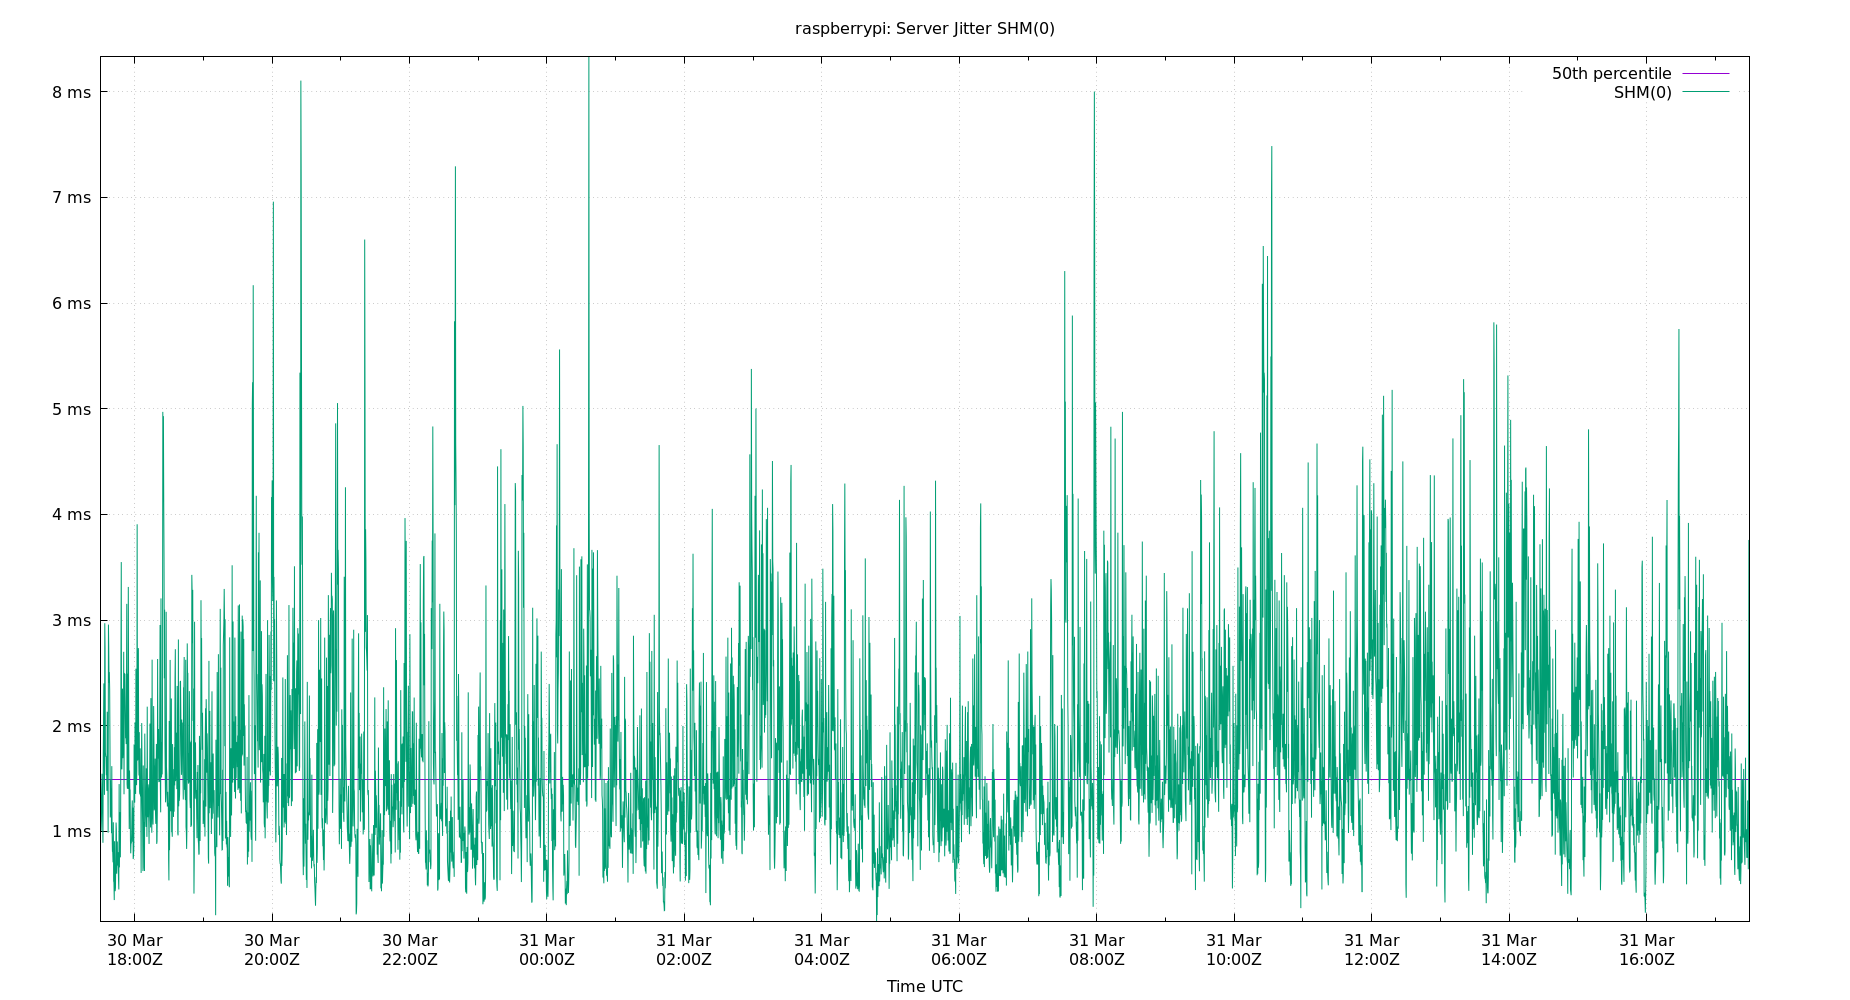 raspberrypi: Server Jitter SHM(0)
50th percentile
SHM(0)
8 ms
7 ms
6 ms
5 ms
4 ms
3 ms
2 ms
1 ms
30 Mar 30 Mar 30 Mar 31 Mar 31 Mar 31 Mar 31 Mar 31 Mar 31 Mar 31 Mar 31 Mar 31 Mar
18:00Z 20:00Z 22:00Z 00:00Z 02:00Z 04:00Z 06:00Z 08:00Z 10:00Z 12:00Z 14:00Z 16:00Z
Time UTC